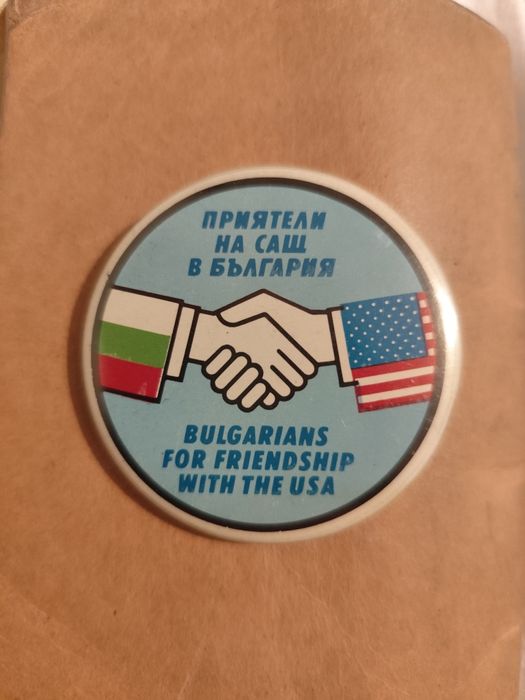 ПРИЯТЕЛИ
НА САЩ
В БЪЛГАРИЯ
BULGARIANS
FOR FRIENDSHIP
WITH THE USA